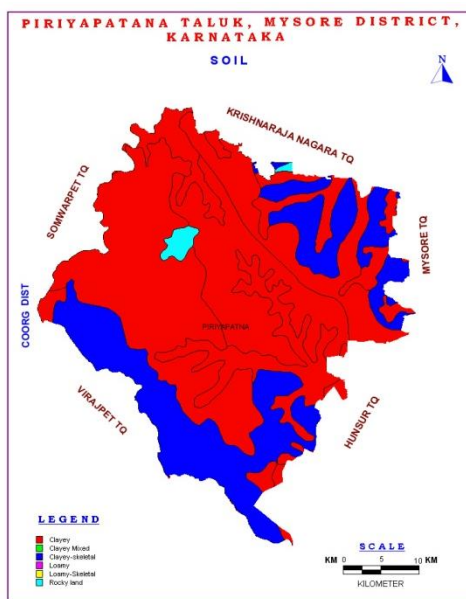 PIRIYAPATANA TALUK, MYSORE DISTRICT,
KARNATAKA
SOIL
N
KRISHNARAJA NAGARA TQ
SOMWARPET TQ
MYSORE TQ
COORG DIST
PIRIYAPATNA
VIRAJPET TQ
HUNSUR TQ
LEGEND
Clayey
Clayey Mixed
Clayey-skeletal
Loamy
Loamy-Skeletal
Rocky land
SCALE
KM 0 5 10 KM
KILOMETER